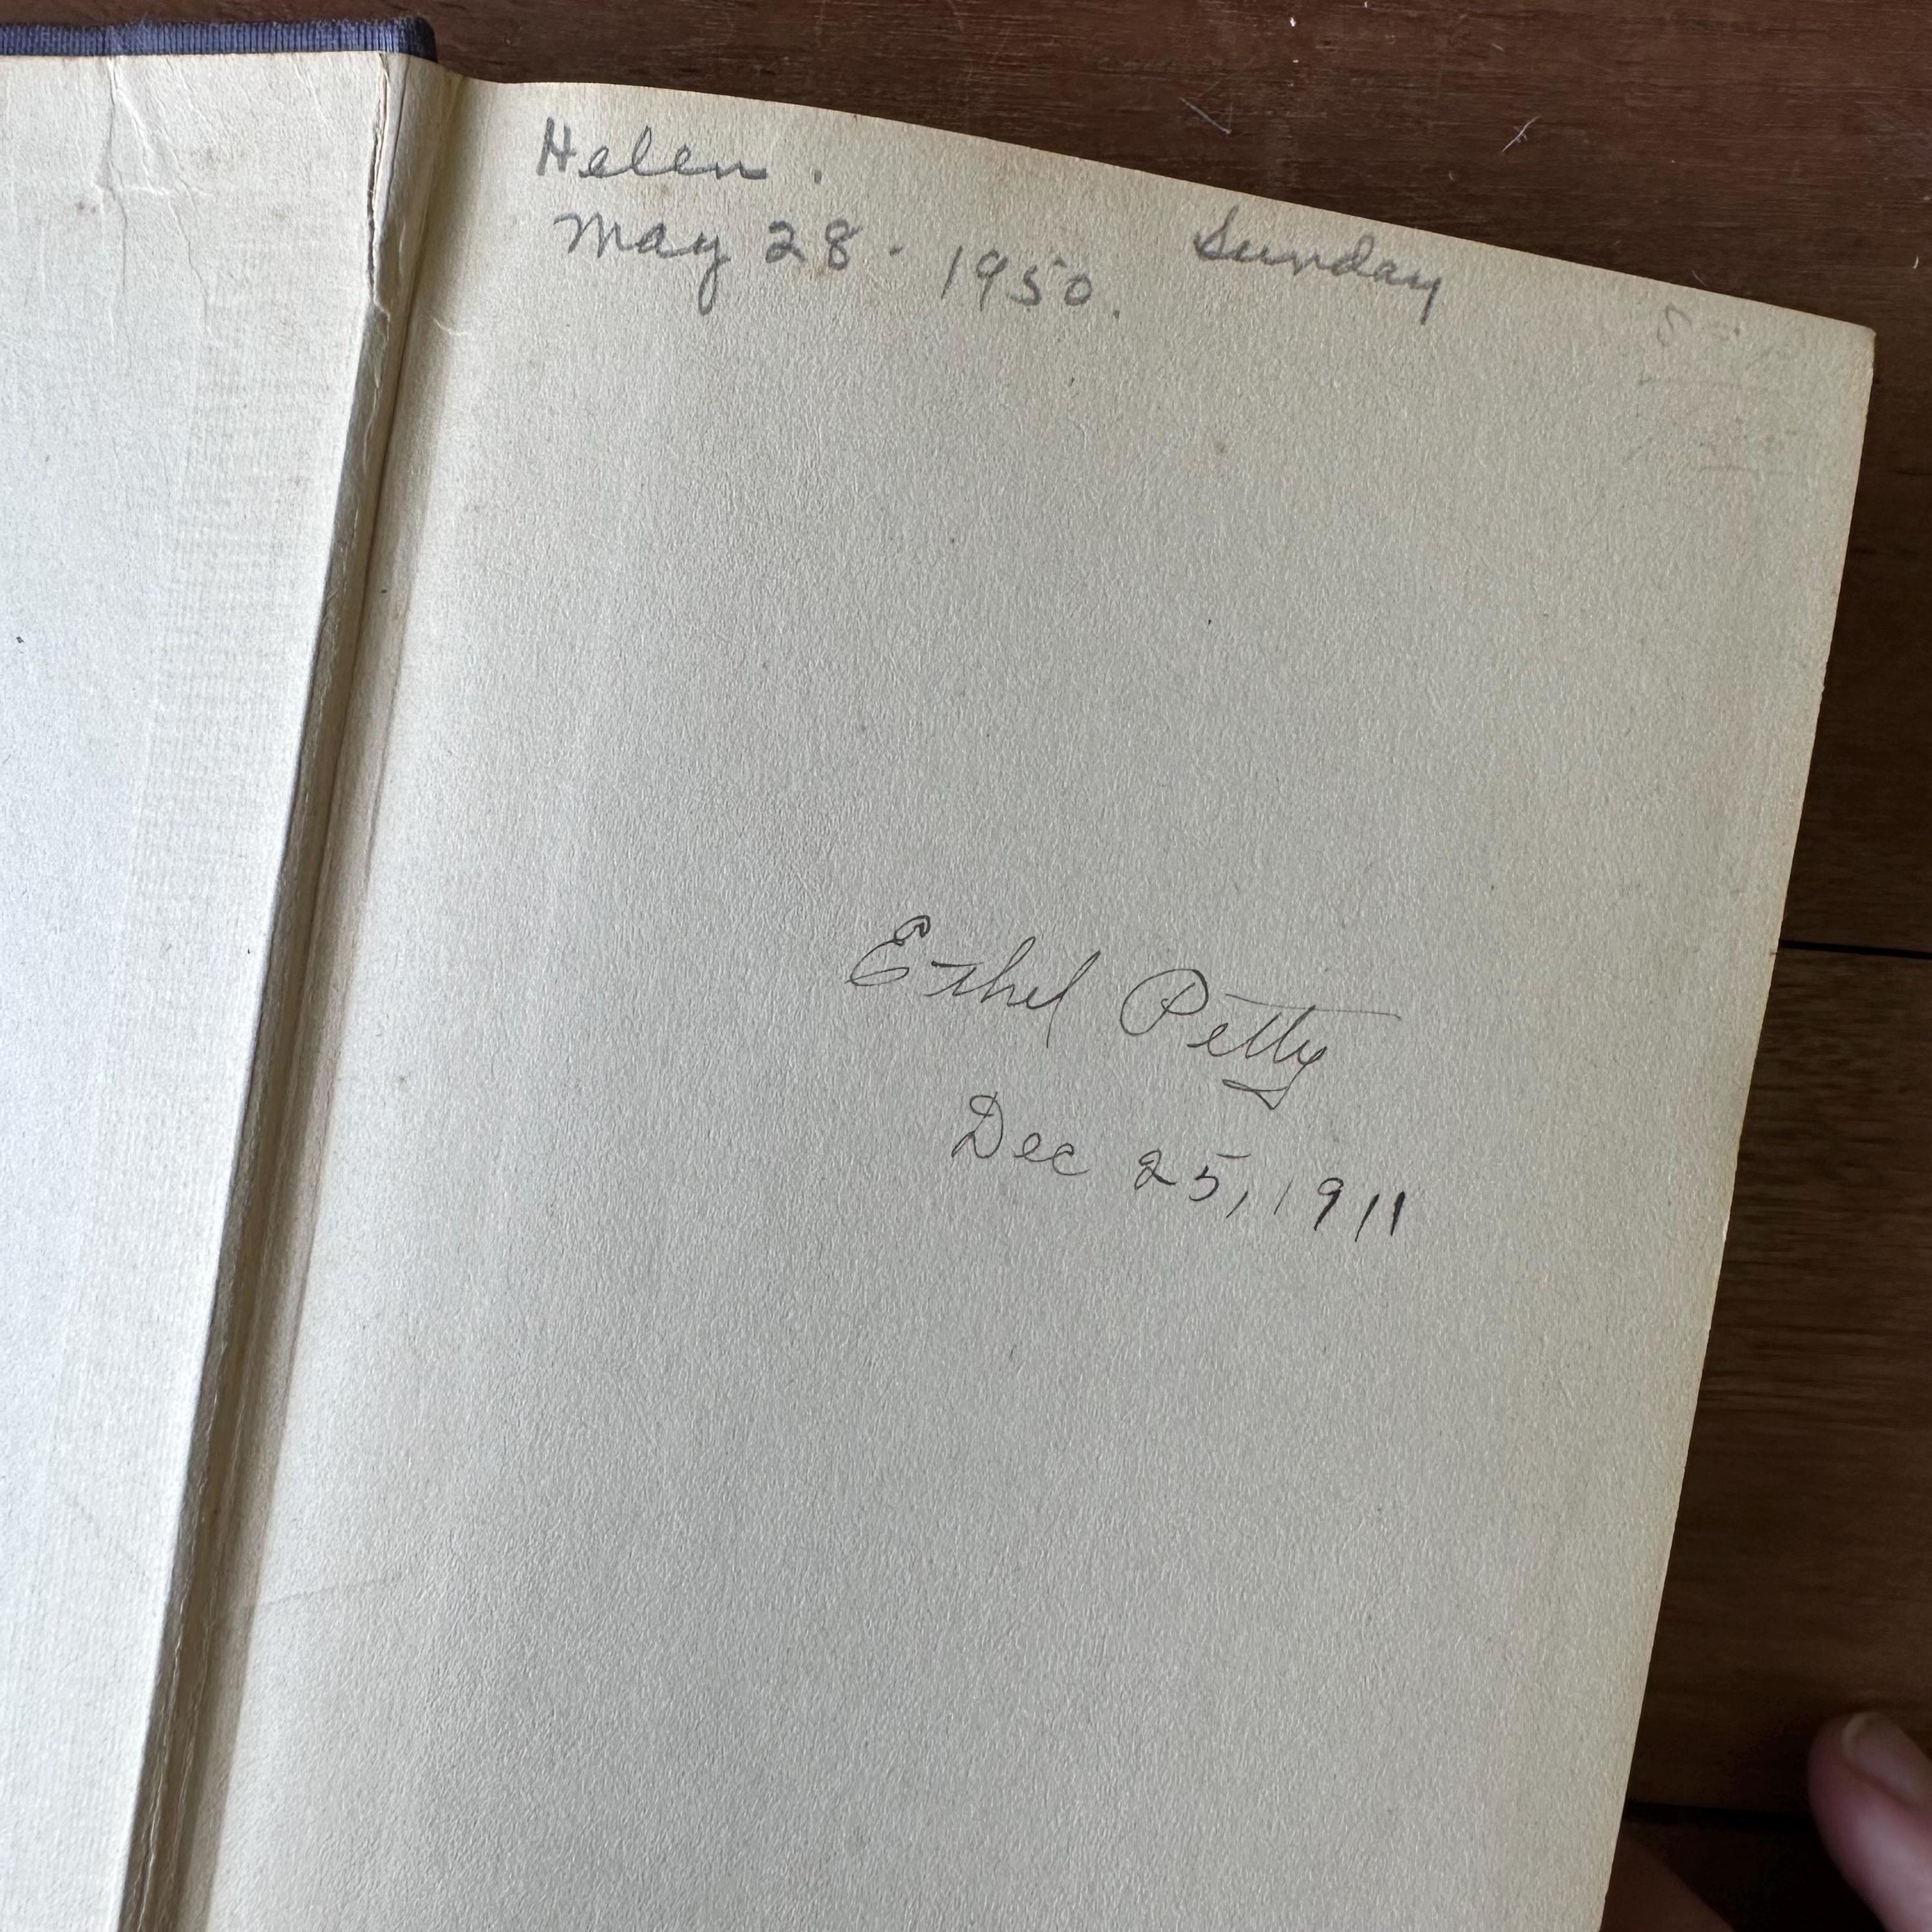 Helen.
May 28. 1950. Sunday
Ethel Petty
Dec 25, 1911